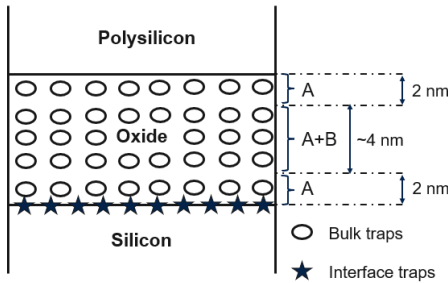 Polysilicon
A
2 nm
Oxide
A+B
~4 nm
A
2 nm
Silicon
Bulk traps
Interface traps